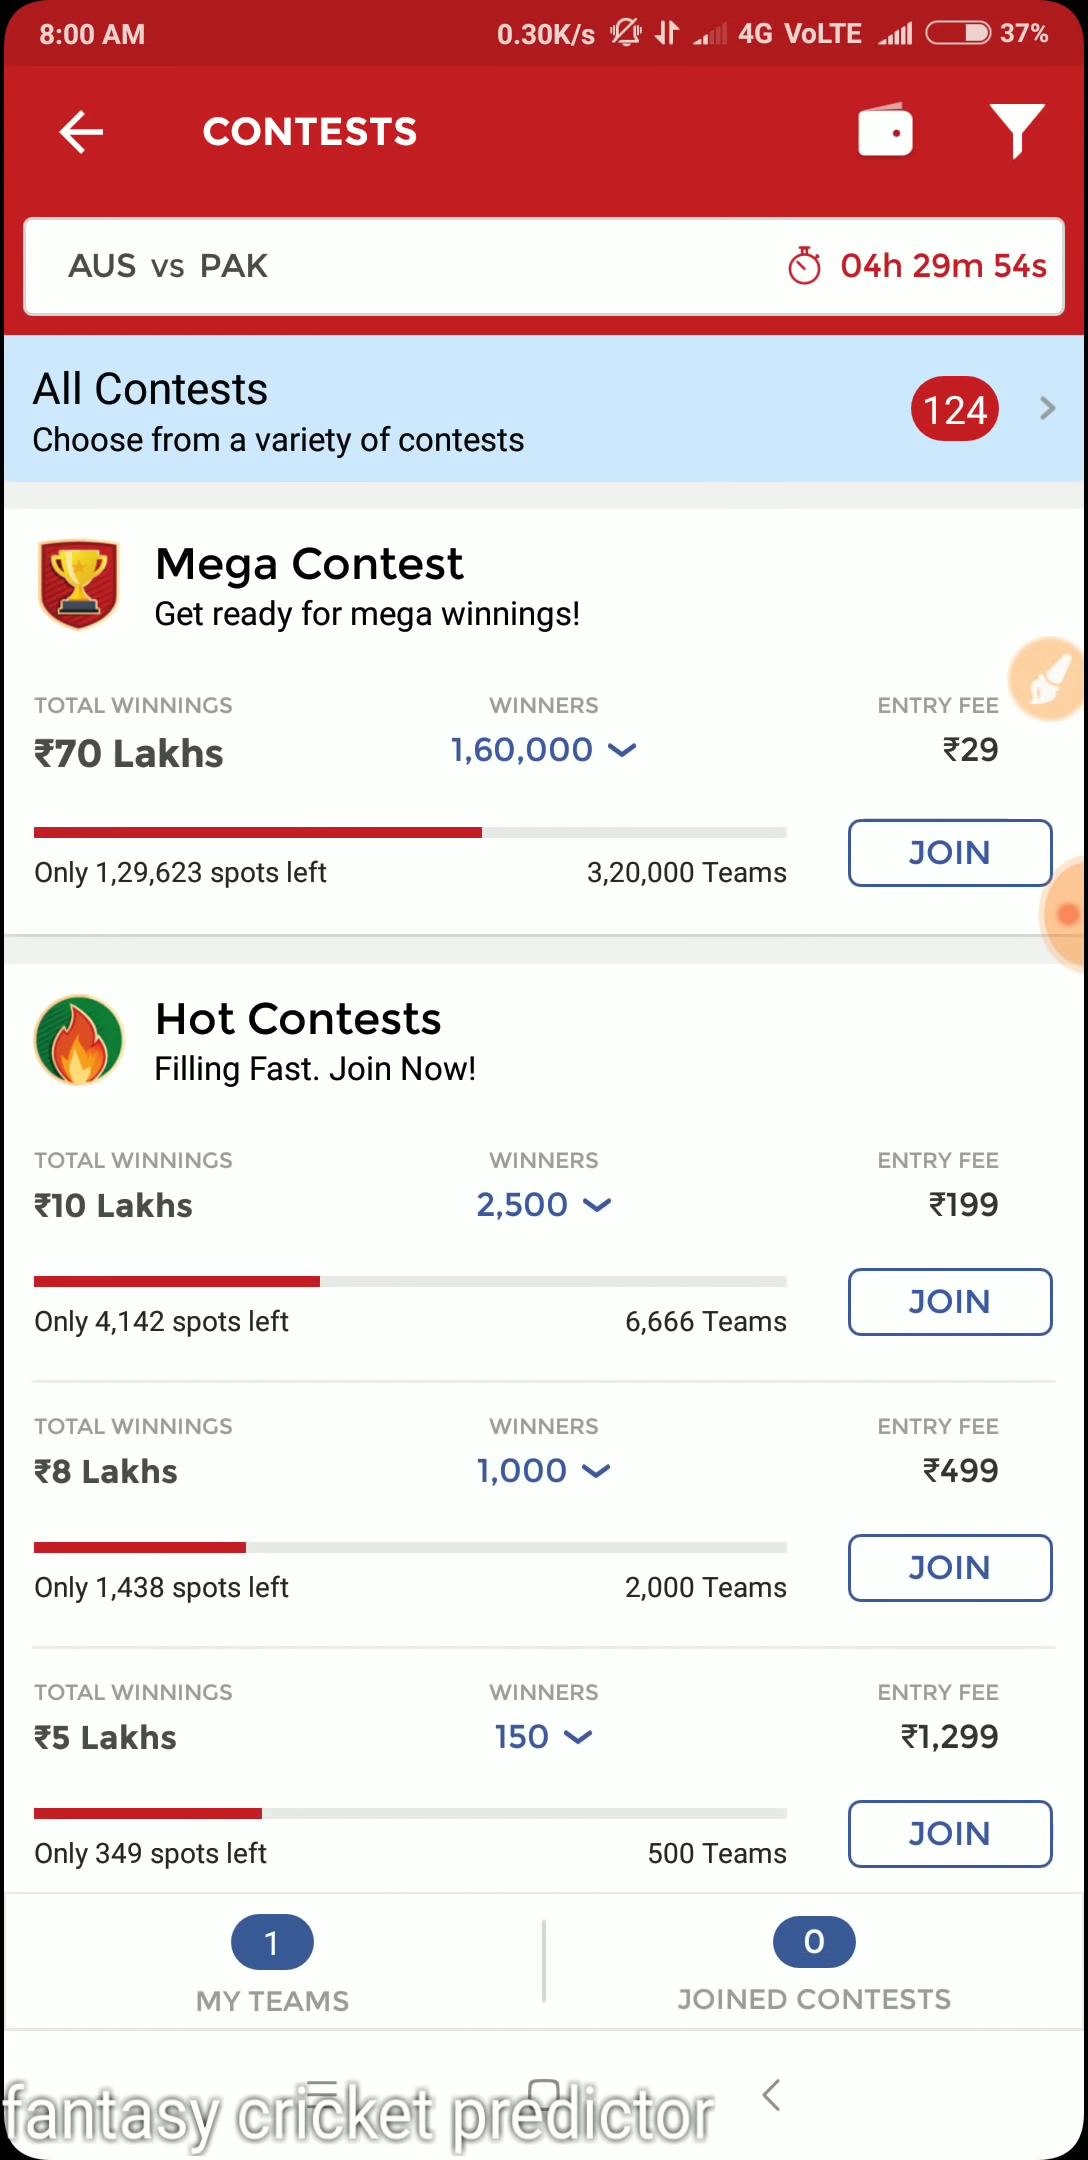 8:00 AM 0.30K/s 4G VoLTE 37%
CONTESTS
AUS vs PAK 04h 29m 54s
All Contests
124
Choose from a variety of contests
Mega Contest
Get ready for mega winnings!
TOTAL WINNINGS WINNERS ENTRY FEE
₹70 Lakhs 1,60,000 ₹29
JOIN
Only 1,29,623 spots left 3,20,000 Teams
Hot Contests
Filling Fast. Join Now!
TOTAL WINNINGS WINNERS ENTRY FEE
₹10 Lakhs 2,500 ₹199
JOIN
Only 4,142 spots left 6,666 Teams
TOTAL WINNINGS WINNERS ENTRY FEE
₹8 Lakhs 1,000 ₹499
JOIN
Only 1,438 spots left 2,000 Teams
TOTAL WINNINGS WINNERS ENTRY FEE
₹5 Lakhs 150 ₹1,299
JOIN
Only 349 spots left 500 Teams
1 0
MY TEAMS JOINED CONTESTS
fantasy cricket predictor